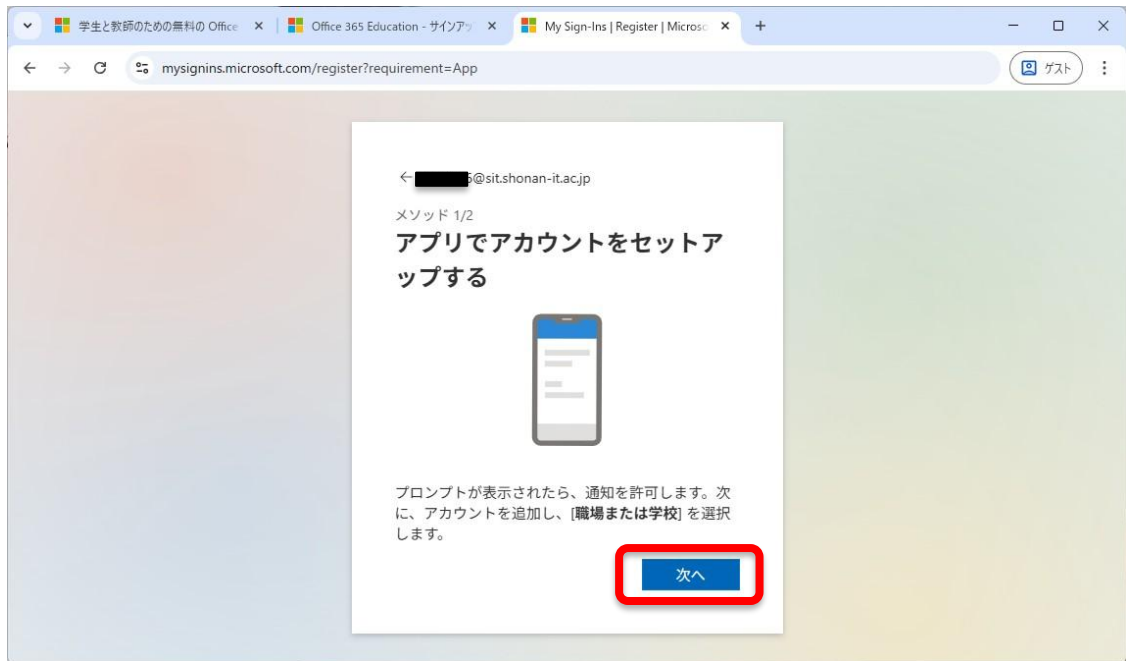 学生と教師のための無料の Office
Office 365 Education - サインアッ
My Sign-Ins | Register | Microsc
mysignins.microsoft.com/register?requirement=App
ゲスト
@sit.shonan-it.ac.jp
メソッド 1/2
アプリでアカウントをセットア
ップする
プロンプトが表示されたら、通知を許可します。次
に、アカウントを追加し、[職場または学校] を選択
します。
次へ